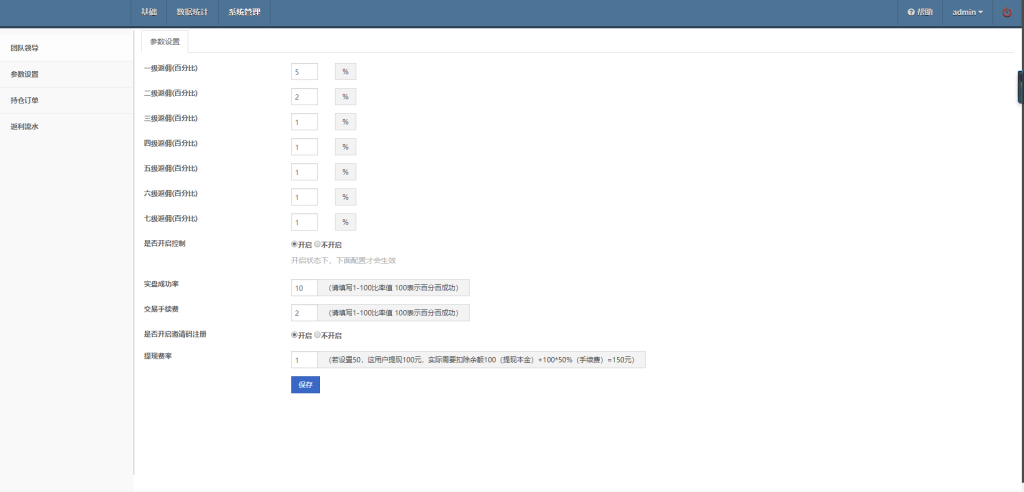 基础 数据统计 系统管理 帮助 admin
团队领导
参数设置
持仓订单
返利流水
参数设置
一级返佣(百分比) 5 %
二级返佣(百分比) 2 %
三级返佣(百分比) 1 %
四级返佣(百分比) 1 %
五级返佣(百分比) 1 %
六级返佣(百分比) 1 %
七级返佣(百分比) 1 %
是否开启控制 开启 不开启
开启状态下，下面配置才会生效
实盘成功率 10 （请填写1-100比率值 100表示百分百成功）
交易手续费 2 （请填写1-100比率值 100表示百分百成功）
是否开启邀请码注册 开启 不开启
提现费率 1 （若设置50，这用户提现100元，实际需要扣除余额100（提现本金）+100*50%（手续费）=150元）
保存